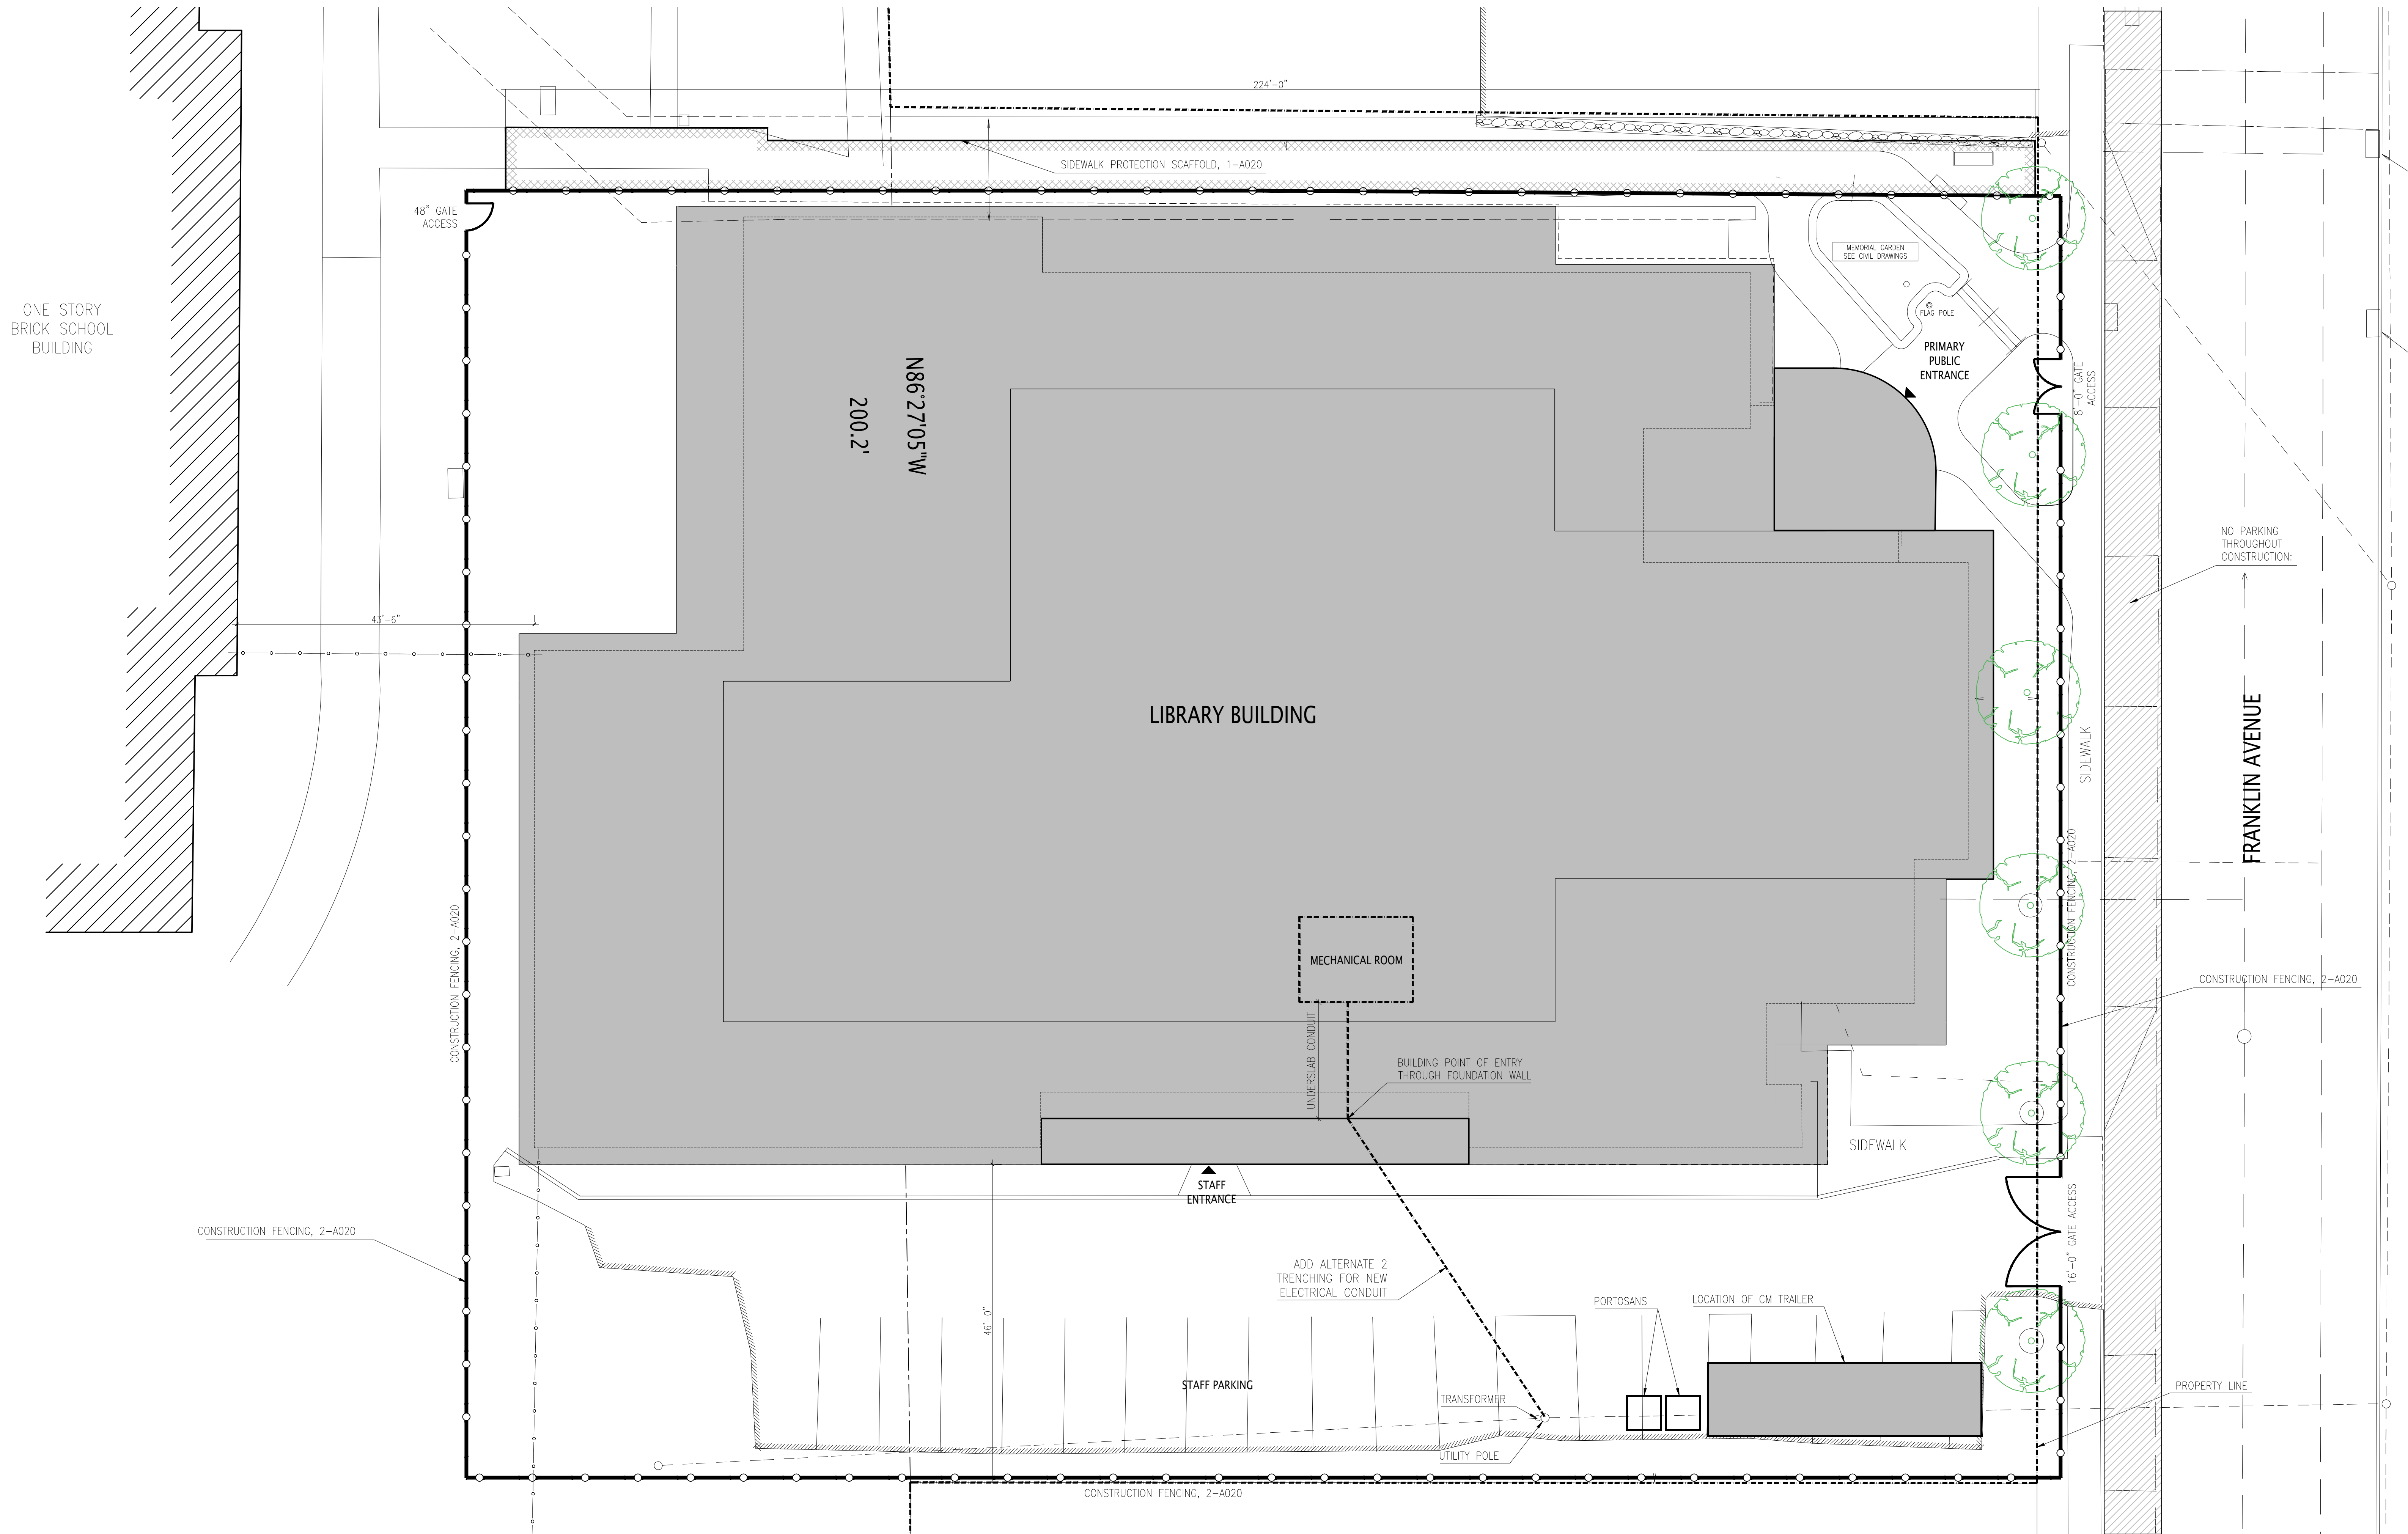 224'-0"
SIDEWALK PROTECTION SCAFFOLD, 1-A020
48" GATE
ACCESS
MEMORIAL GARDEN
SEE CIVIL DRAWINGS
FLAG POLE
ONE STORY
BRICK SCHOOL
BUILDING
PRIMARY
PUBLIC
ENTRANCE
8'-0" GATE
ACCESS
N86°27'05"W
200.2'
NO PARKING
THROUGHOUT
CONSTRUCTION:
43'-6"
LIBRARY BUILDING
SIDEWALK
FRANKLIN AVENUE
CONSTRUCTION FENCING, 2-A020
CONSTRUCTION FENCING, 2-A020
MECHANICAL ROOM
CONSTRUCTION FENCING, 2-A020
UNDERSLAB CONDUIT
BUILDING POINT OF ENTRY
THROUGH FOUNDATION WALL
SIDEWALK
STAFF
ENTRANCE
16'-0" GATE ACCESS
CONSTRUCTION FENCING, 2-A020
ADD ALTERNATE 2
TRENCHING FOR NEW
ELECTRICAL CONDUIT
46'-0"
PORTOSANS
LOCATION OF CM TRAILER
STAFF PARKING
TRANSFORMER
PROPERTY LINE
UTILITY POLE
CONSTRUCTION FENCING, 2-A020